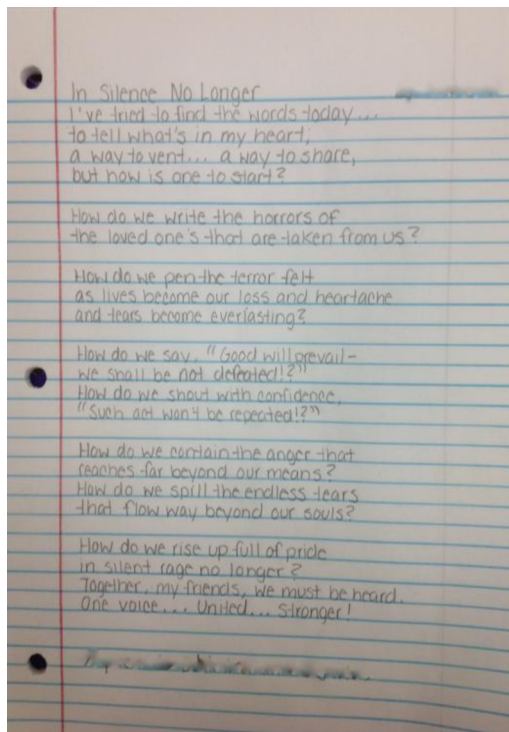 In Silence No Longer
I've tried to find the words today...
to tell what's in my heart,
a way to vent... a way to share,
but how is one to start?
How do we write the horrors of
the loved one's that are taken from us?
How do we pen the terror felt
as lives become our loss and heartache
and tears become everlasting?
How do we say, "Good will prevail-
we shall be not defeated!?"
How do we shout with confidence,
"Such act won't be repeated!?"
How do we contain the anger that
reaches far beyond our means?
How do we spill the endless tears
that flow way beyond our souls?
How do we rise up full of pride
in silent rage no longer?
Together, my friends, we must be heard.
One voice... United... Stronger!